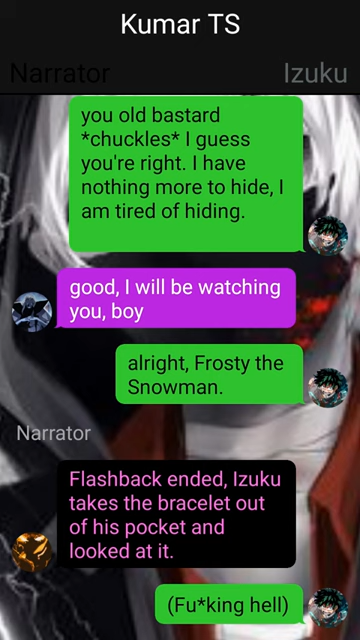 Kumar TS
Narrator
Izuku
you old bastard
*chuckles* I guess
you're right. I have
nothing more to hide, I
am tired of hiding.
good, I will be watching
you, boy
alright, Frosty the
Snowman.
Narrator
Flashback ended, Izuku
takes the bracelet out
of his pocket and
looked at it.
(Fu*king hell)